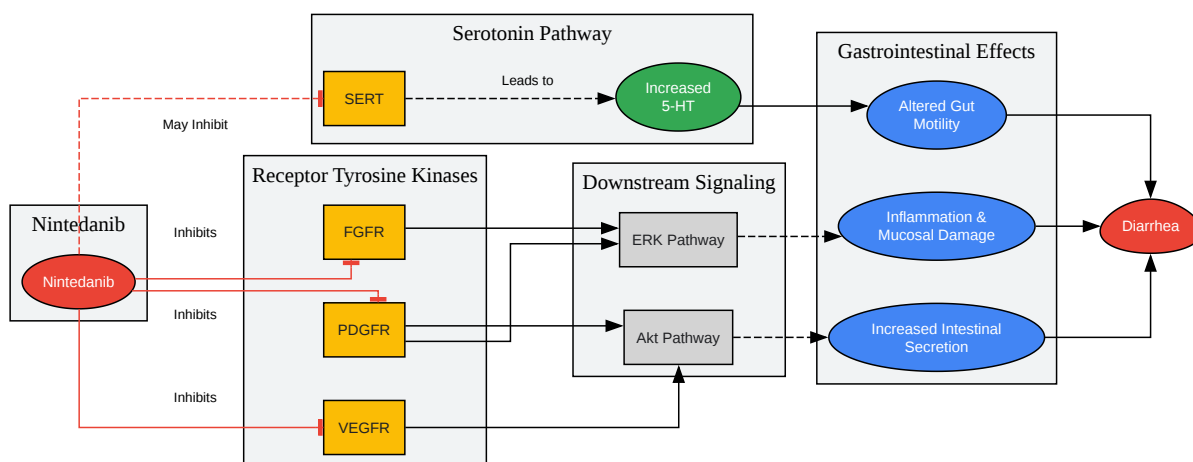 Serotonin Pathway
Gastrointestinal Effects
SERT
Leads to
Increased
5-HT
May Inhibit
Altered Gut
Motility
Receptor Tyrosine Kinases
Downstream Signaling
Nintedanib
Inhibits
FGFR
ERK Pathway
Inflammation &
Mucosal Damage
Diarrhea
Nintedanib
Inhibits
PDGFR
Akt Pathway
Increased Intestinal
Secretion
Inhibits
VEGFR